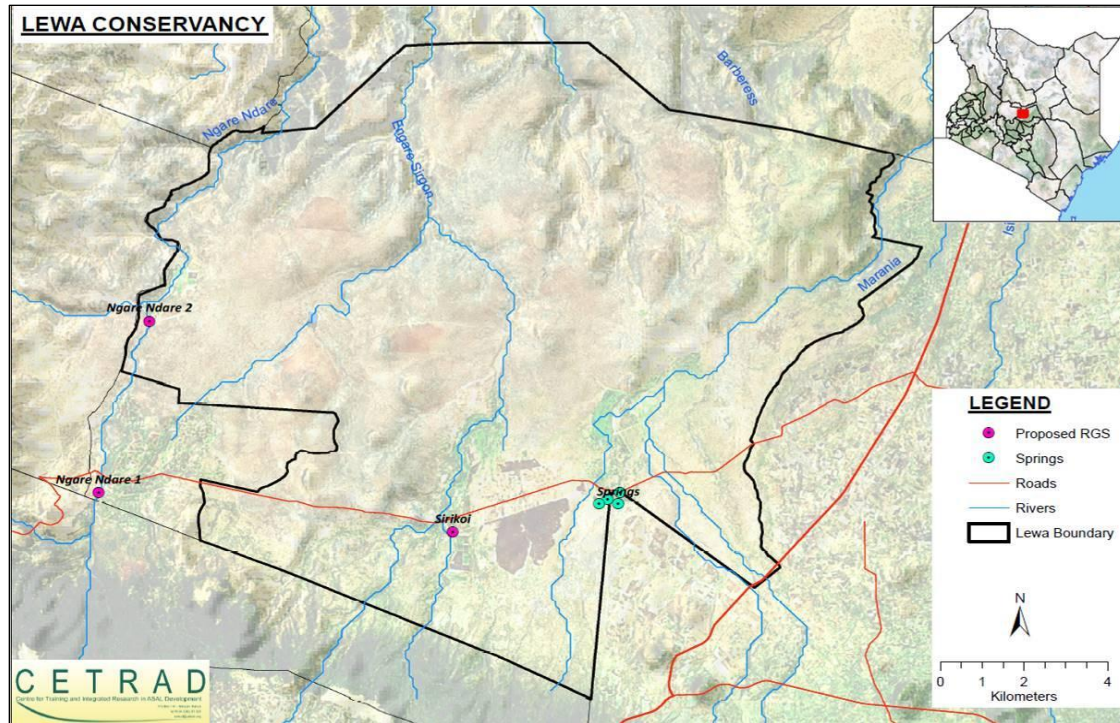 LEWA CONSERVANCY
Ngare Ndare
Engare Sirgon
Barberess
Isi
Marania
Ngare Ndare 2
Ngare Ndare 1
Sirikoi
Springs
LEGEND
Proposed RGS
Springs
Roads
Rivers
Lewa Boundary
N
0 2 4
Kilometers
CETRAD
Centre for Training and Integrated Research in ASAL Development